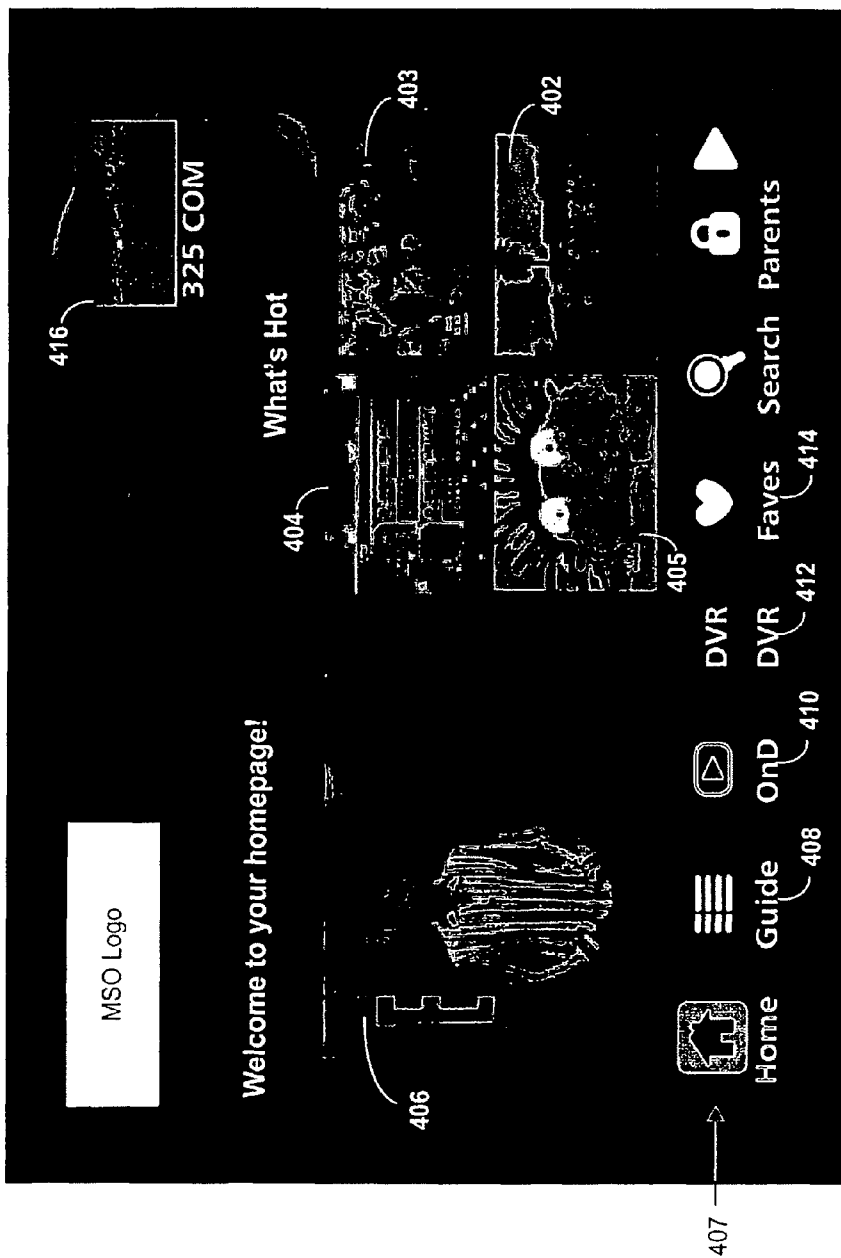 MSO Logo
416
325 COM
Welcome to your homepage!
What's Hot
406
404
403
405
402
407
DVR
Home
Guide
OnD
DVR
Faves
Search
Parents
408
410
412
414